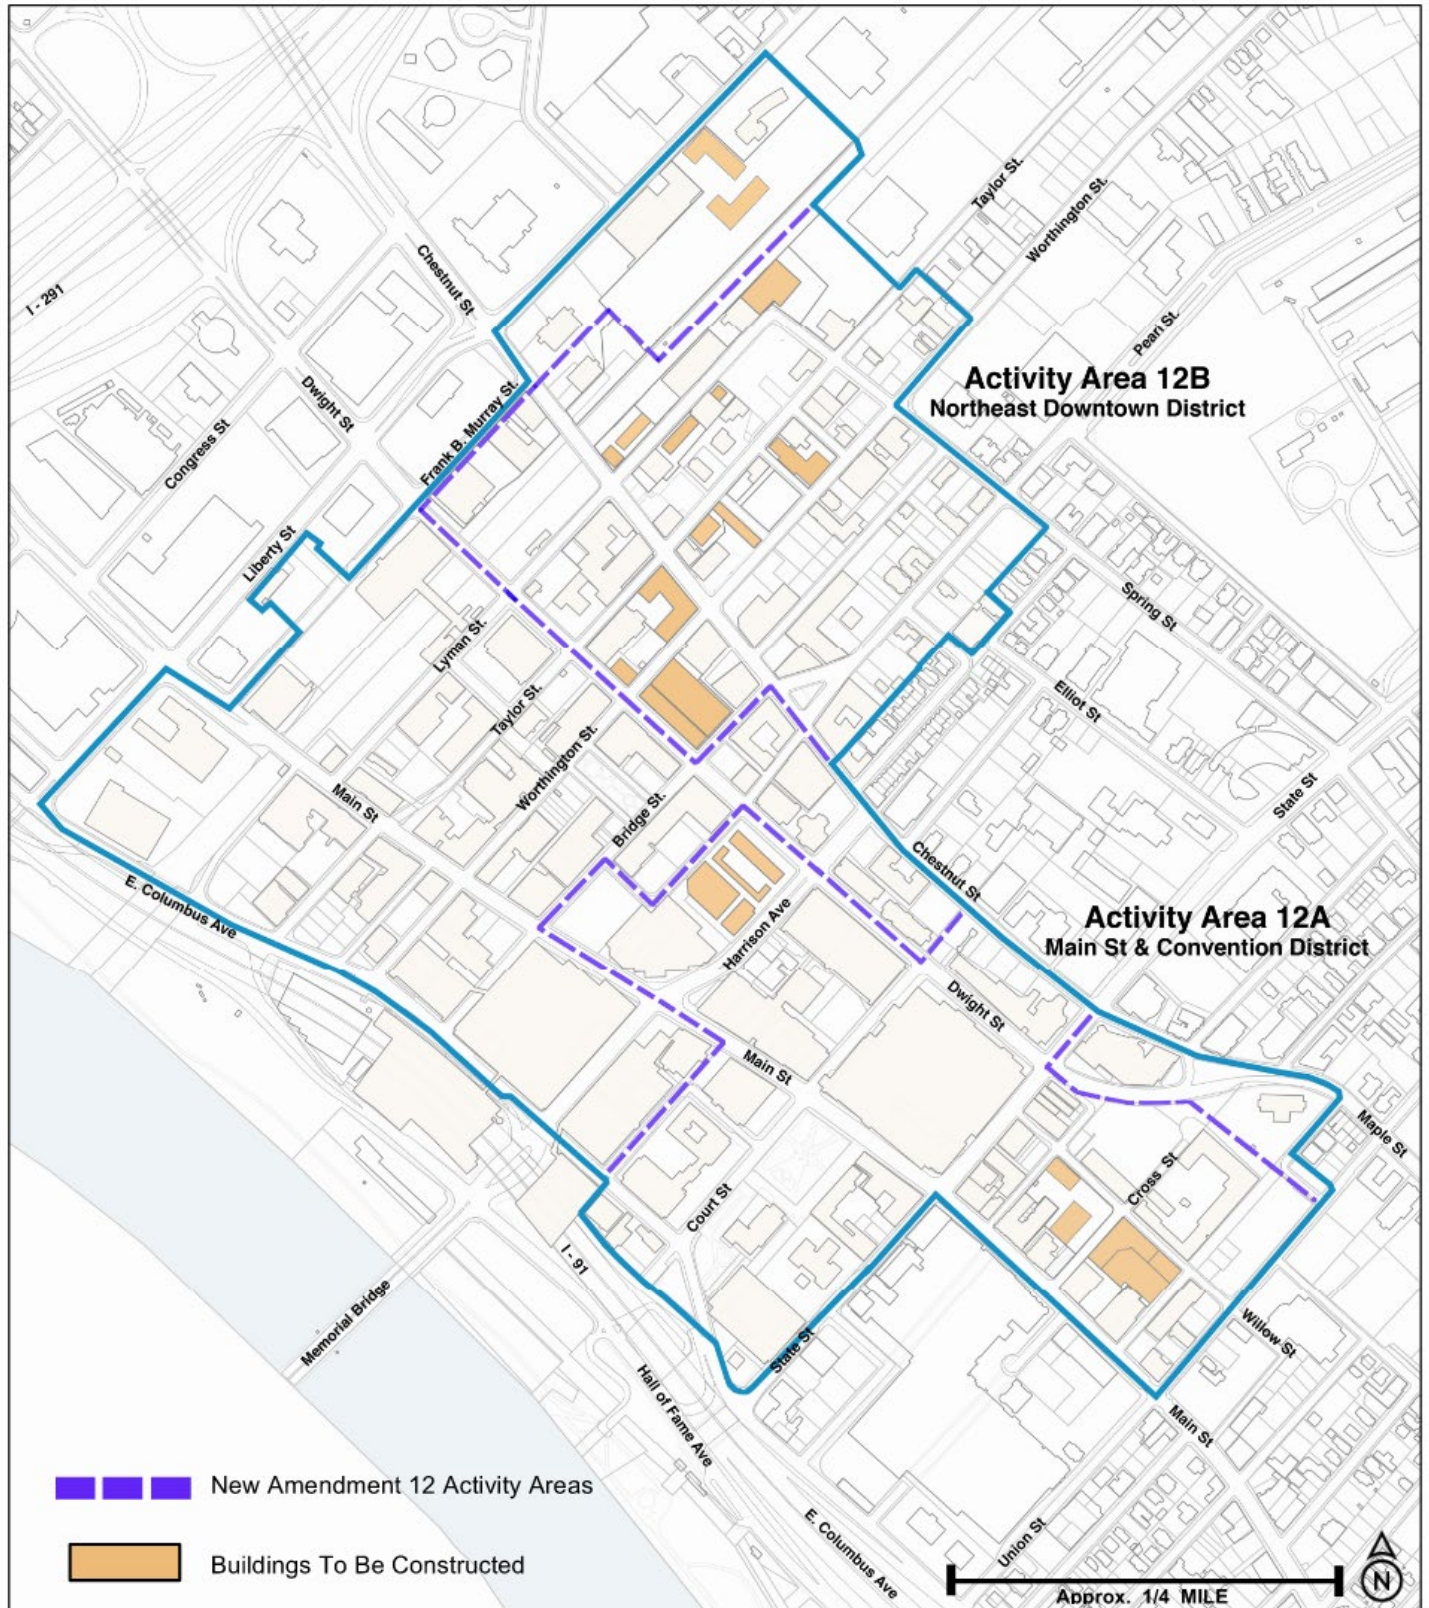 Taylor St.
Worthington St.
Chestnut St
I - 291
Pearl St.
Activity Area 12B
Northeast Downtown District
Dwight St
Frank B. Murray St.
Congress St
Liberty St
Spring St
Lyman St.
Elliot St
Taylor St.
Worthington St.
State St
Main St
Bridge St.
Chestnut St
E. Columbus Ave
Activity Area 12A
Main St & Convention District
Harrison Ave
Dwight St
Main St
Maple St
Cross St
Court St
I - 91
Memorial Bridge
State St
Willow St
Hall of Fame Ave
Main St
New Amendment 12 Activity Areas
E. Columbus Ave
Union St
Buildings To Be Constructed
N
Approx. 1/4 MILE